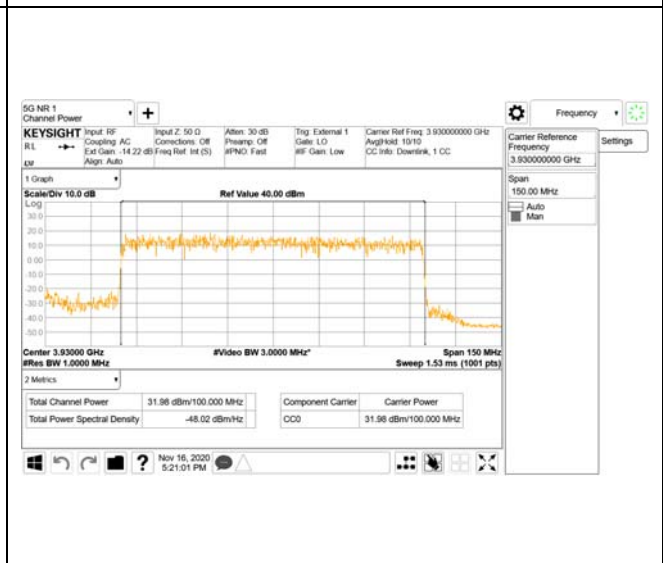 5G NR 1
Channel Power
Frequency
KEYSIGHT
RL
Input: RF
Coupling: AC
Ext Gain: -14.22 dB
Align: Auto
Input Z: 50 Ω
Corrections: Off
Freq Ref: Int (S)
Atten: 30 dB
Preamp: Off
#PNO: Fast
Trig: External 1
Gate: LO
#IF Gain: Low
Carrier Ref Freq: 3.930000000 GHz
Avg|Hold: 10/10
CC Info: Downlink, 1 CC
Carrier Reference
Frequency
3.930000000 GHz
Settings
Span
150.00 MHz
Auto
Man
1 Graph
Scale/Div 10.0 dB
Ref Value 40.00 dBm
Log
30.0
20.0
10.0
0.00
-10.0
-20.0
-30.0
-40.0
-50.0
Center 3.93000 GHz
#Video BW 3.0000 MHz*
Span 150 MHz
#Res BW 1.0000 MHz
Sweep 1.53 ms (1001 pts)
2 Metrics
Total Channel Power 31.98 dBm/100.000 MHz
Total Power Spectral Density -48.02 dBm/Hz
Component Carrier Carrier Power
CC0 31.98 dBm/100.000 MHz
Nov 16, 2020
5:21:01 PM